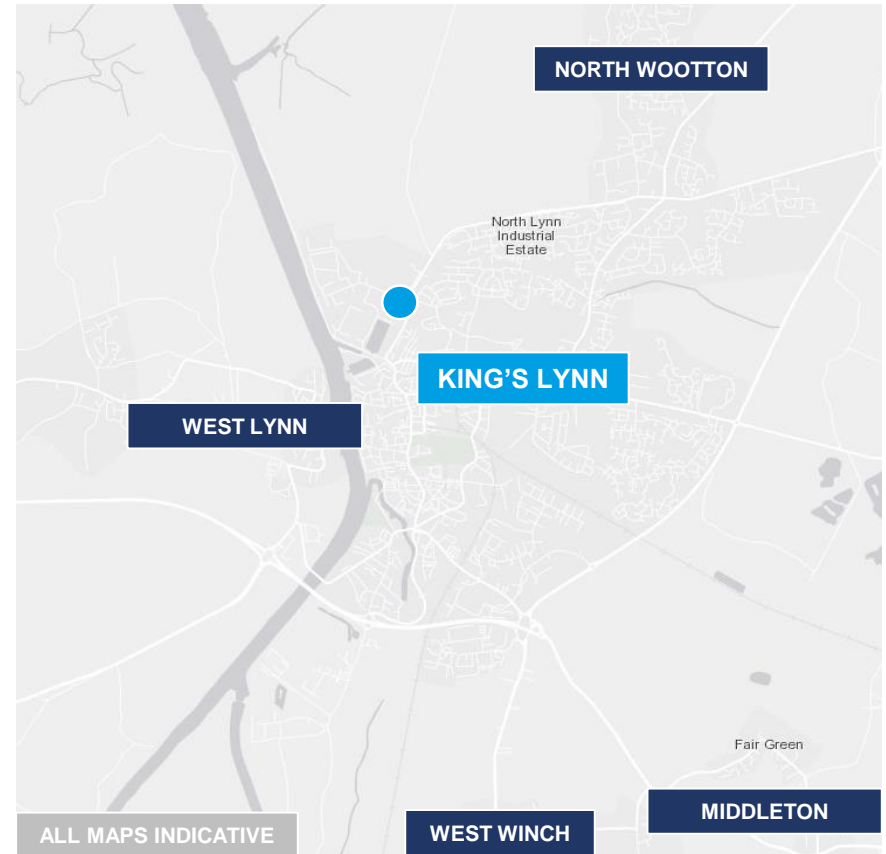 NORTH WOOTTON
North Lynn
Industrial
Estate
KING'S LYNN
WEST LYNN
Fair Green
MIDDLETON
WEST WINCH
ALL MAPS INDICATIVE